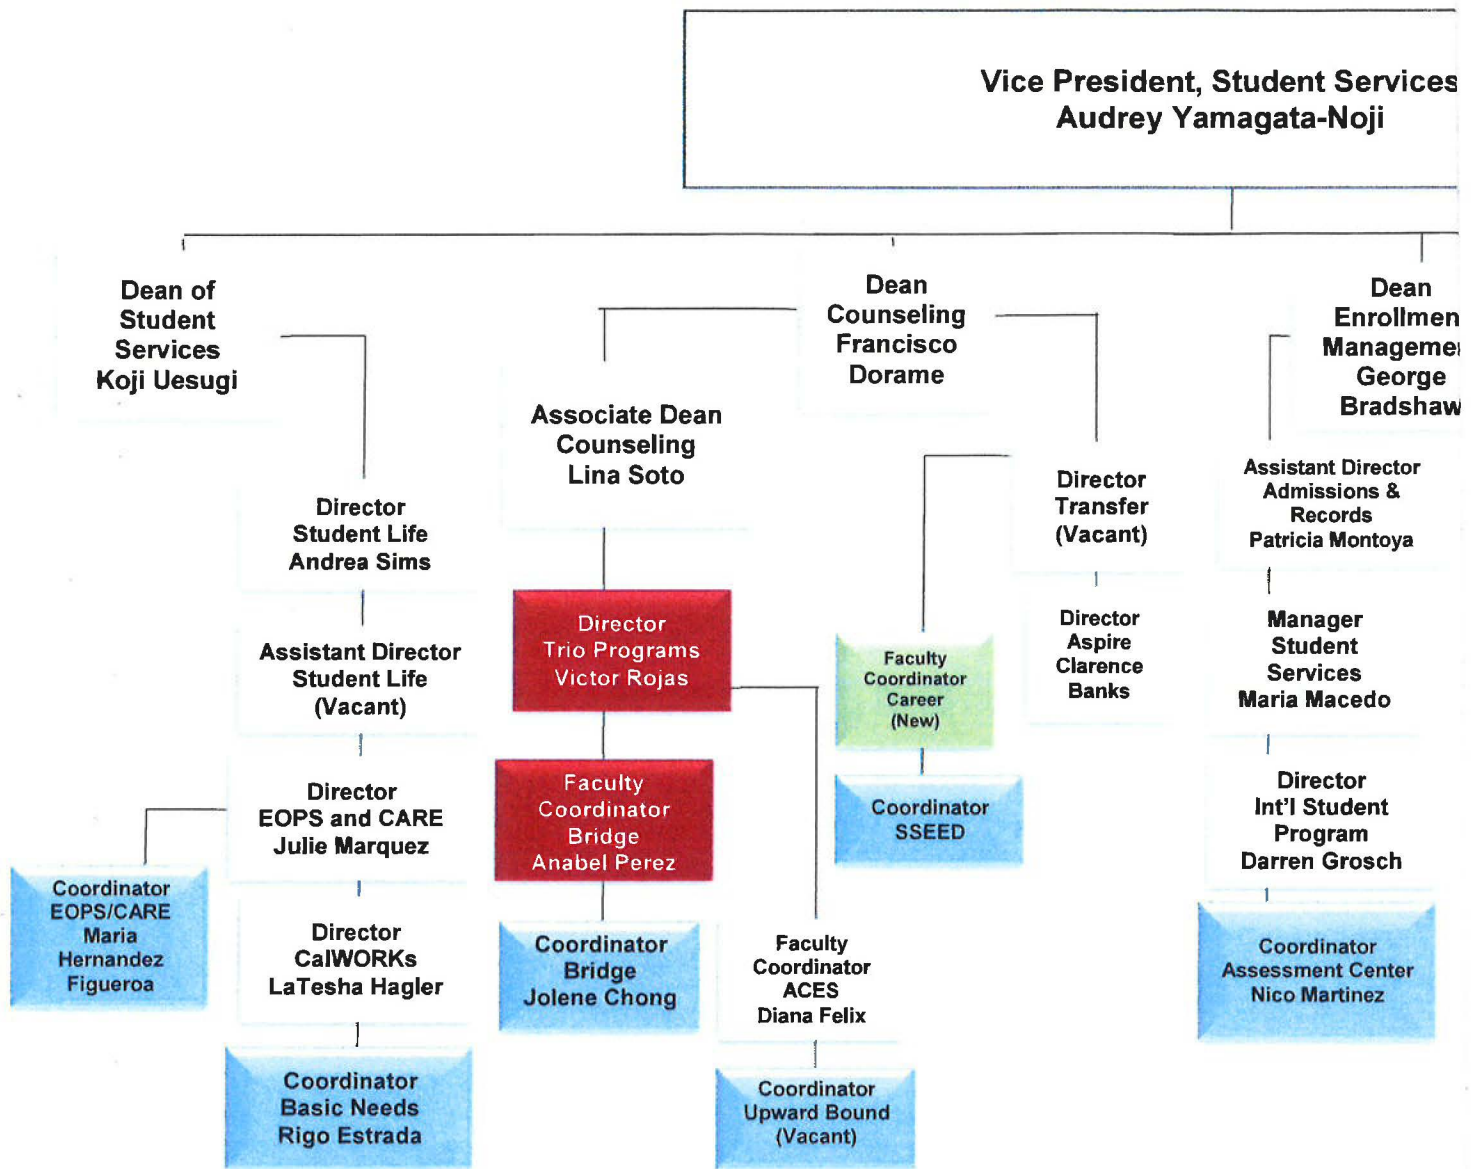 Vice President, Student Services
Audrey Yamagata-Noji
Dean of
Student
Services
Koji Uesugi
Director
Student Life
Andrea Sims
Assistant Director
Student Life
(Vacant)
Director
EOPS and CARE
Julie Marquez
Coordinator
EOPS/CARE
Maria
Hernandez
Figueroa
Director
CalWORKs
LaTesha Hagler
Coordinator
Basic Needs
Rigo Estrada
Dean
Counseling
Francisco
Dorame
Associate Dean
Counseling
Lina Soto
Director
Trio Programs
Victor Rojas
Faculty
Coordinator
Bridge
Anabel Perez
Coordinator
Bridge
Jolene Chong
Faculty
Coordinator
ACES
Diana Felix
Coordinator
Upward Bound
(Vacant)
Director
Transfer
(Vacant)
Director
Aspire
Clarence
Banks
Faculty
Coordinator
Career
(New)
Coordinator
SSEED
Dean
Enrollmen
Manageme
George
Bradshaw
Assistant Director
Admissions &
Records
Patricia Montoya
Manager
Student
Services
Maria Macedo
Director
Int'l Student
Program
Darren Grosch
Coordinator
Assessment Center
Nico Martinez